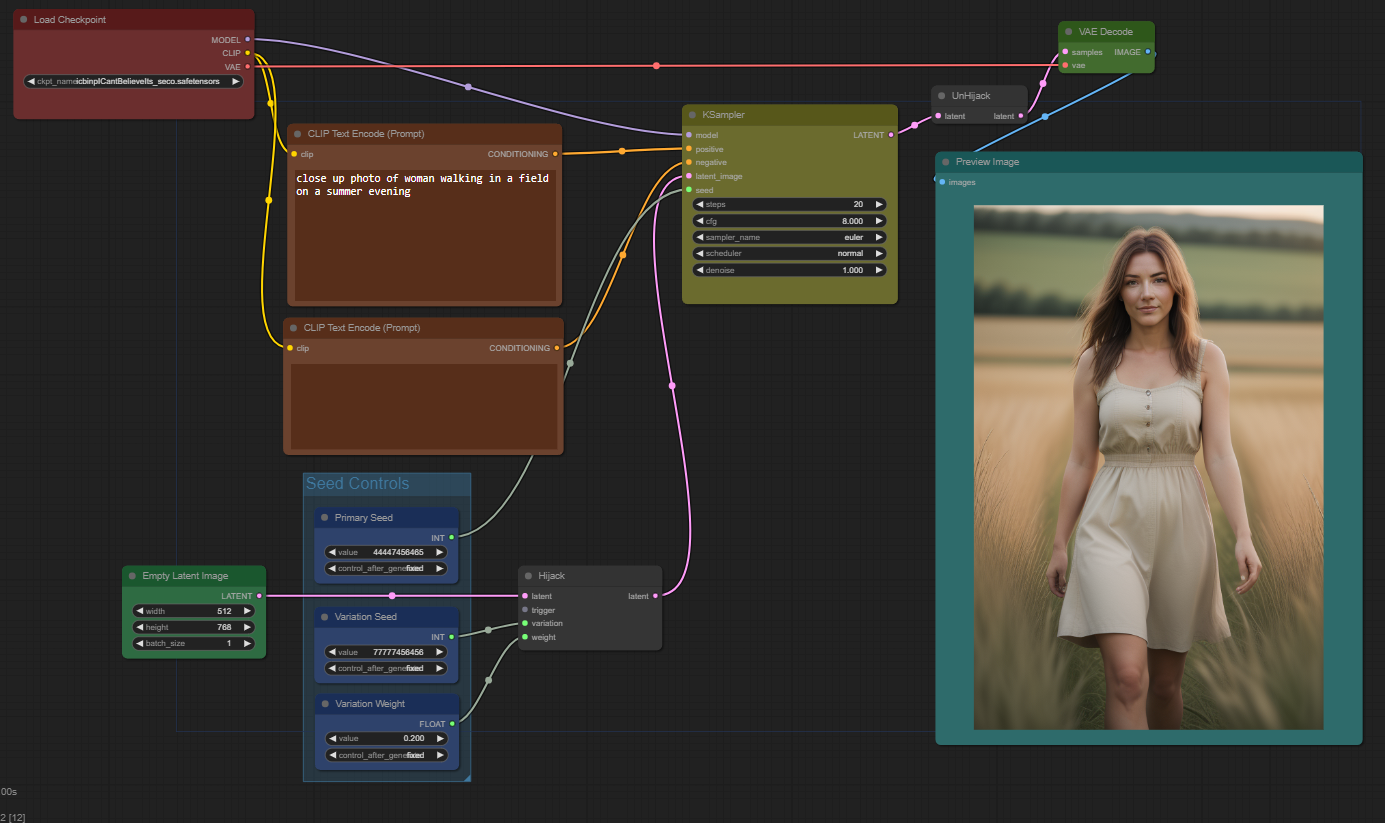 Load Checkpoint
MODEL
CLIP
VAE
ckpt_name icbinpICantBelieveIts_seco.safetensors
CLIP Text Encode (Prompt)
clip CONDITIONING
close up photo of woman walking in a field
on a summer evening
CLIP Text Encode (Prompt)
clip CONDITIONING
Seed Controls
Primary Seed
INT
value 44447456465
control_after_gene fixed
Empty Latent Image
LATENT
width 512
height 768
batch_size 1
Variation Seed
INT
value 77777456456
control_after_gene fixed
Variation Weight
FLOAT
value 0.200
control_after_gene fixed
Hijack
latent latent
trigger
variation
weight
KSampler
model LATENT
positive
negative
latent_image
seed
steps 20
cfg 8.000
sampler_name euler
scheduler normal
denoise 1.000
UnHijack
latent latent
VAE Decode
samples IMAGE
vae
Preview Image
images
00s
2 [12]